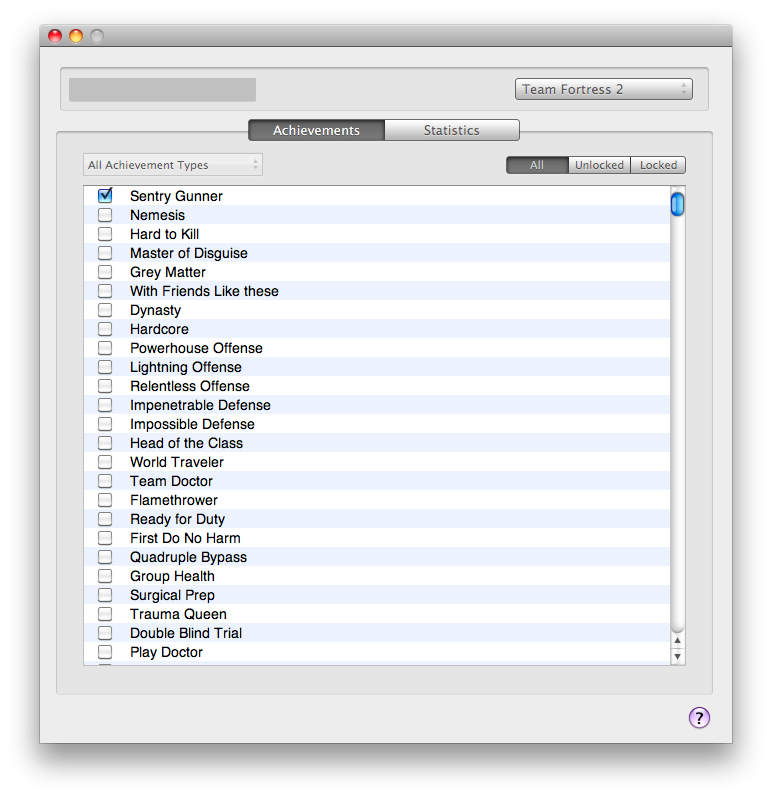 Team Fortress 2
Achievements Statistics
All Achievement Types All Unlocked Locked
Sentry Gunner
Nemesis
Hard to Kill
Master of Disguise
Grey Matter
With Friends Like these
Dynasty
Hardcore
Powerhouse Offense
Lightning Offense
Relentless Offense
Impenetrable Defense
Impossible Defense
Head of the Class
World Traveler
Team Doctor
Flamethrower
Ready for Duty
First Do No Harm
Quadruple Bypass
Group Health
Surgical Prep
Trauma Queen
Double Blind Trial
Play Doctor
?